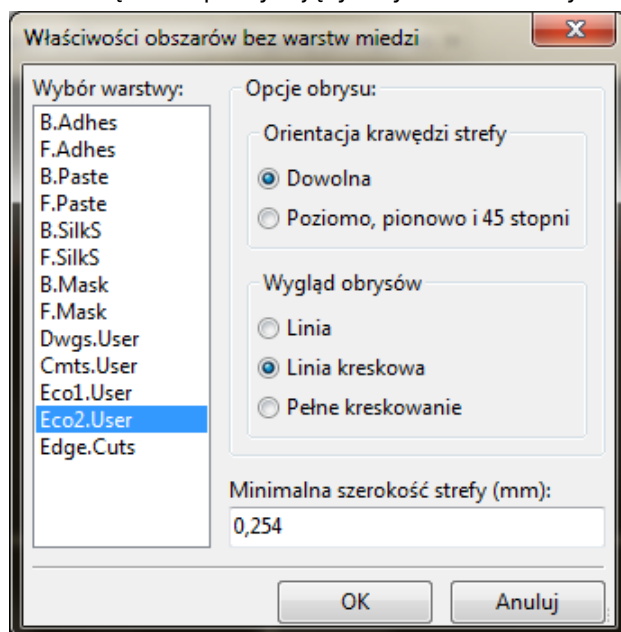 Właściwości obszarów bez warstw miedzi
Wybór warstwy:
B.Adhes
F.Adhes
B.Paste
F.Paste
B.SilkS
F.SilkS
B.Mask
F.Mask
Dwgs.User
Cmts.User
Eco1.User
Eco2.User
Edge.Cuts
Opcje obrysu:
Orientacja krawędzi strefy
Dowolna
Poziomo, pionowo i 45 stopni
Wygląd obrysów
Linia
Linia kreskowa
Pełne kreskowanie
Minimalna szerokość strefy (mm):
0,254
OK
Anuluj